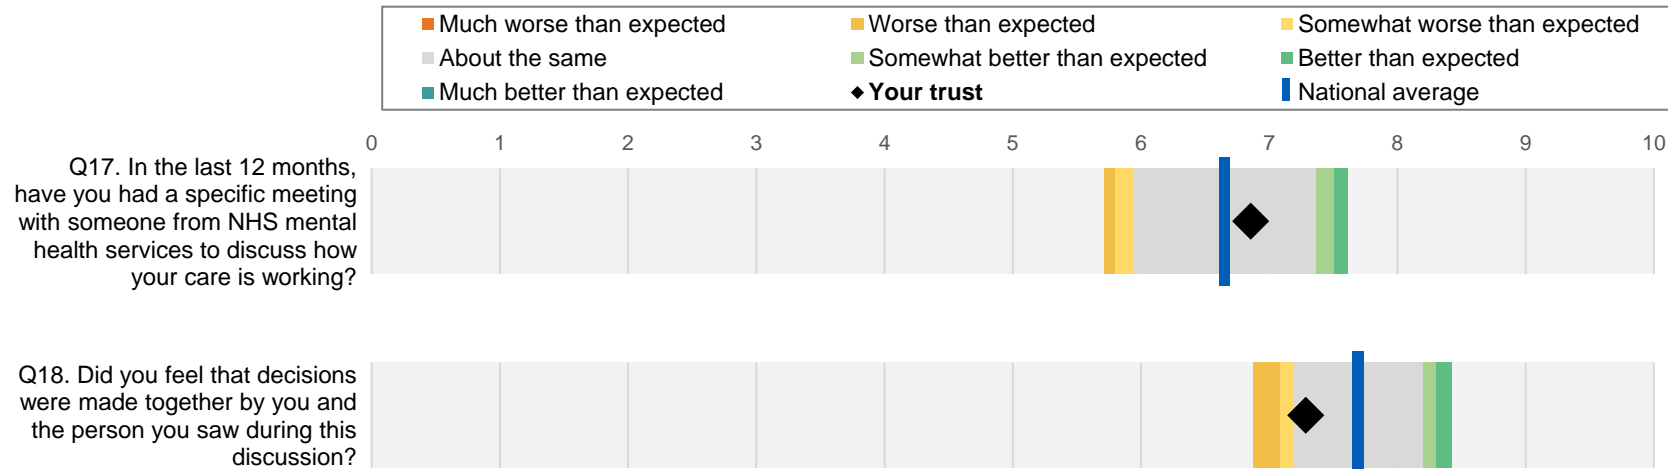 Much worse than expected
Worse than expected
Somewhat worse than expected
About the same
Somewhat better than expected
Better than expected
Much better than expected
Your trust
National average
0 1 2 3 4 5 6 7 8 9 10
Q17. In the last 12 months,
have you had a specific meeting
with someone from NHS mental
health services to discuss how
your care is working?
Q18. Did you feel that decisions
were made together by you and
the person you saw during this
discussion?